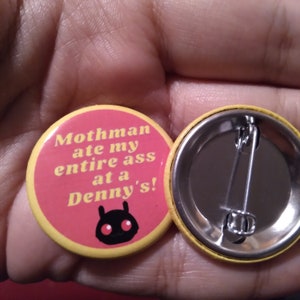 Mothman
ate my
entire ass
at a
Denny's!